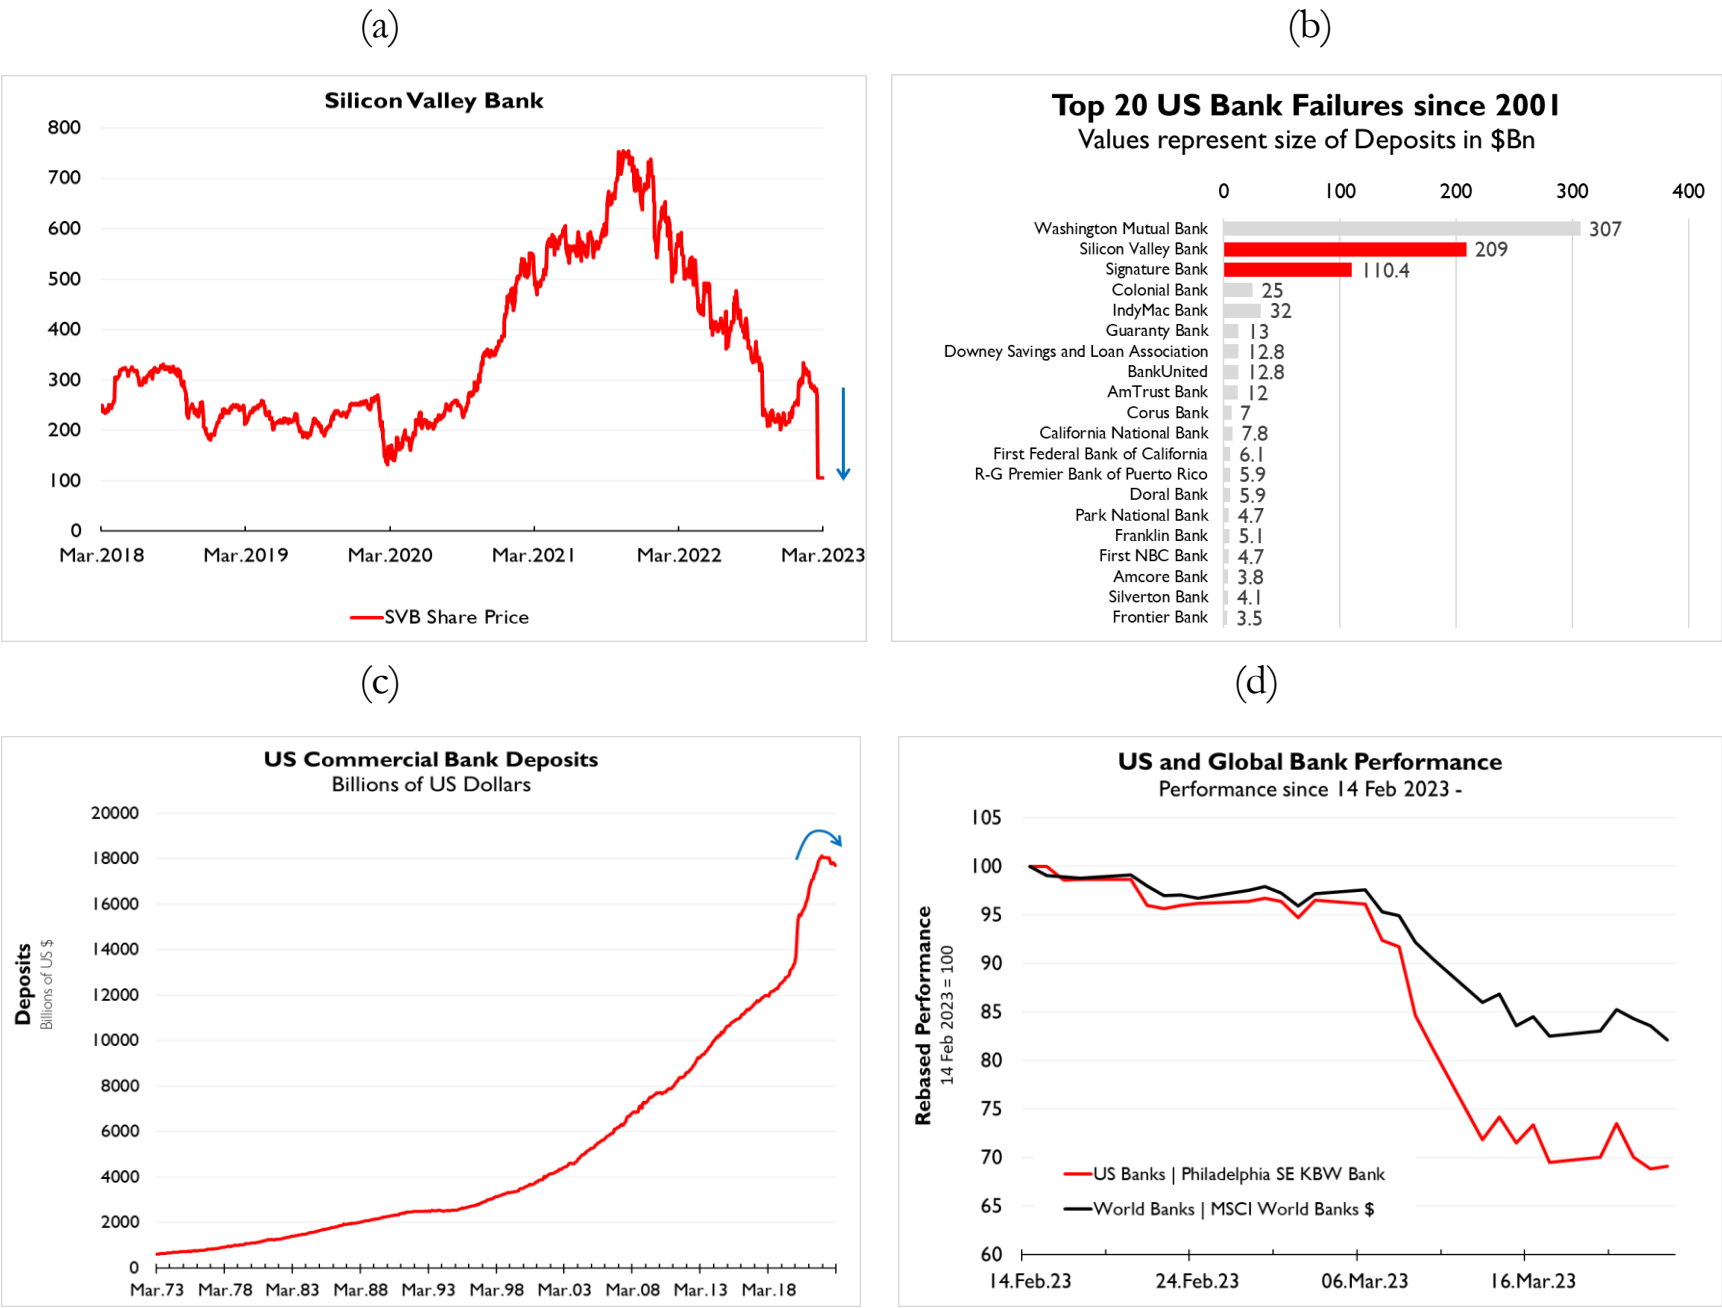 (a)
Silicon Valley Bank
800
700
600
500
400
300
200
100
0
Mar.2018 Mar.2019 Mar.2020 Mar.2021 Mar.2022 Mar.2023
SVB Share Price
(b)
Top 20 US Bank Failures since 2001
Values represent size of Deposits in $Bn
0 100 200 300 400
Washington Mutual Bank 307
Silicon Valley Bank 209
Signature Bank 110.4
Colonial Bank 25
IndyMac Bank 32
Guaranty Bank 13
Downey Savings and Loan Association 12.8
BankUnited 12.8
AmTrust Bank 12
Corus Bank 7
California National Bank 7.8
First Federal Bank of California 6.1
R-G Premier Bank of Puerto Rico 5.9
Doral Bank 5.9
Park National Bank 4.7
Franklin Bank 5.1
First NBC Bank 4.7
Amcore Bank 3.8
Silverton Bank 4.1
Frontier Bank 3.5
(c)
US Commercial Bank Deposits
Billions of US Dollars
Deposits
Billions of US $
20000
18000
16000
14000
12000
10000
8000
6000
4000
2000
0
Mar.73 Mar.78 Mar.83 Mar.88 Mar.93 Mar.98 Mar.03 Mar.08 Mar.13 Mar.18
(d)
US and Global Bank Performance
Performance since 14 Feb 2023 -
Rebased Performance
14 Feb 2023 = 100
105
100
95
90
85
80
75
70
65
60
US Banks | Philadelphia SE KBW Bank
World Banks | MSCI World Banks $
14.Feb.23 24.Feb.23 06.Mar.23 16.Mar.23